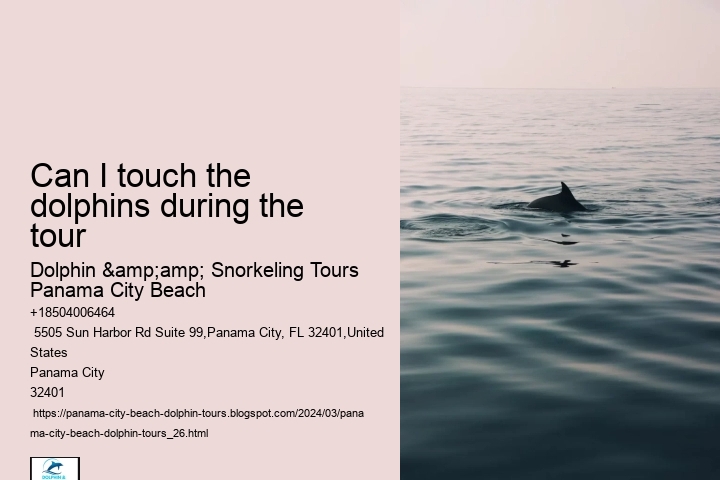 Can I touch the
dolphins during the
tour
Dolphin &amp;amp; Snorkeling Tours
Panama City Beach
+18504006464
5505 Sun Harbor Rd Suite 99,Panama City, FL 32401,United
States
Panama City
32401
https://panama-city-beach-dolphin-tours.blogspot.com/2024/03/pana
ma-city-beach-dolphin-tours_26.html
DOLPHIN &